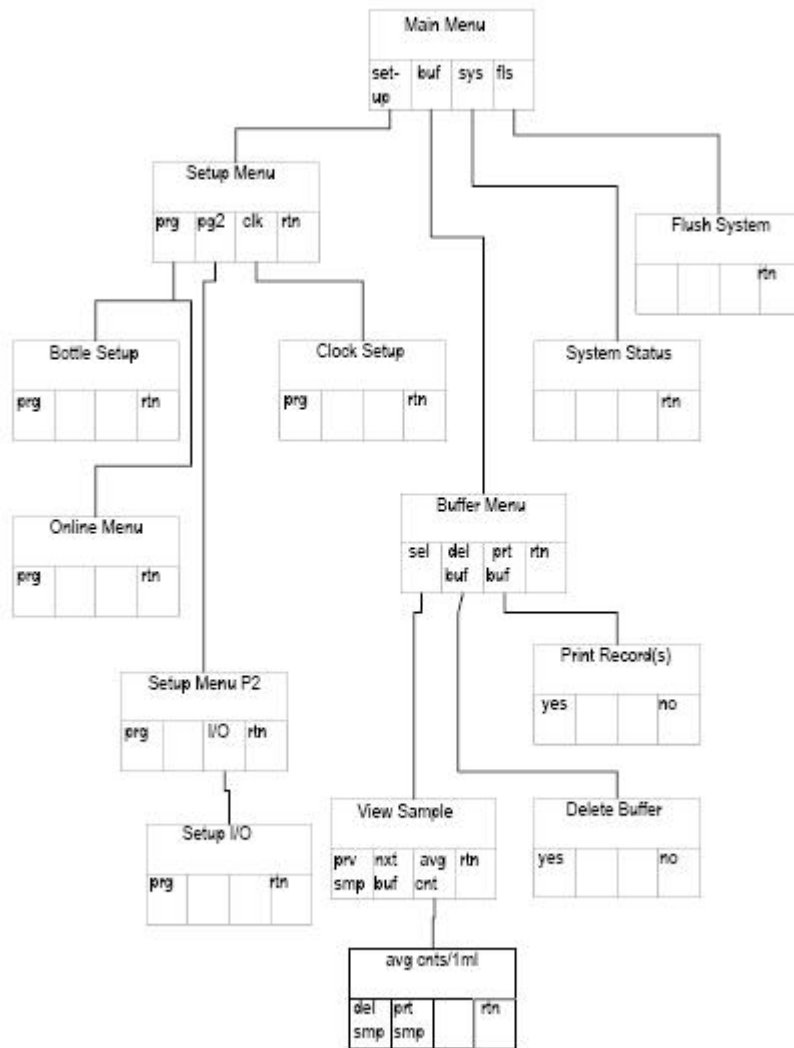 Main Menu
set- buf sys fls
up
Setup Menu
prg pg2 clk rtn
Flush System
rtn
Bottle Setup
prg rtn
Clock Setup
prg rtn
System Status
rtn
Online Menu
prg rtn
Buffer Menu
sel del prt rtn
buf buf
Print Record(s)
yes no
Setup Menu P2
prg I/O rtn
View Sample
prv nxt avg rtn
smp buf cnt
Delete Buffer
yes no
Setup I/O
prg rtn
avg cnts/1ml
del prt rtn
smp smp